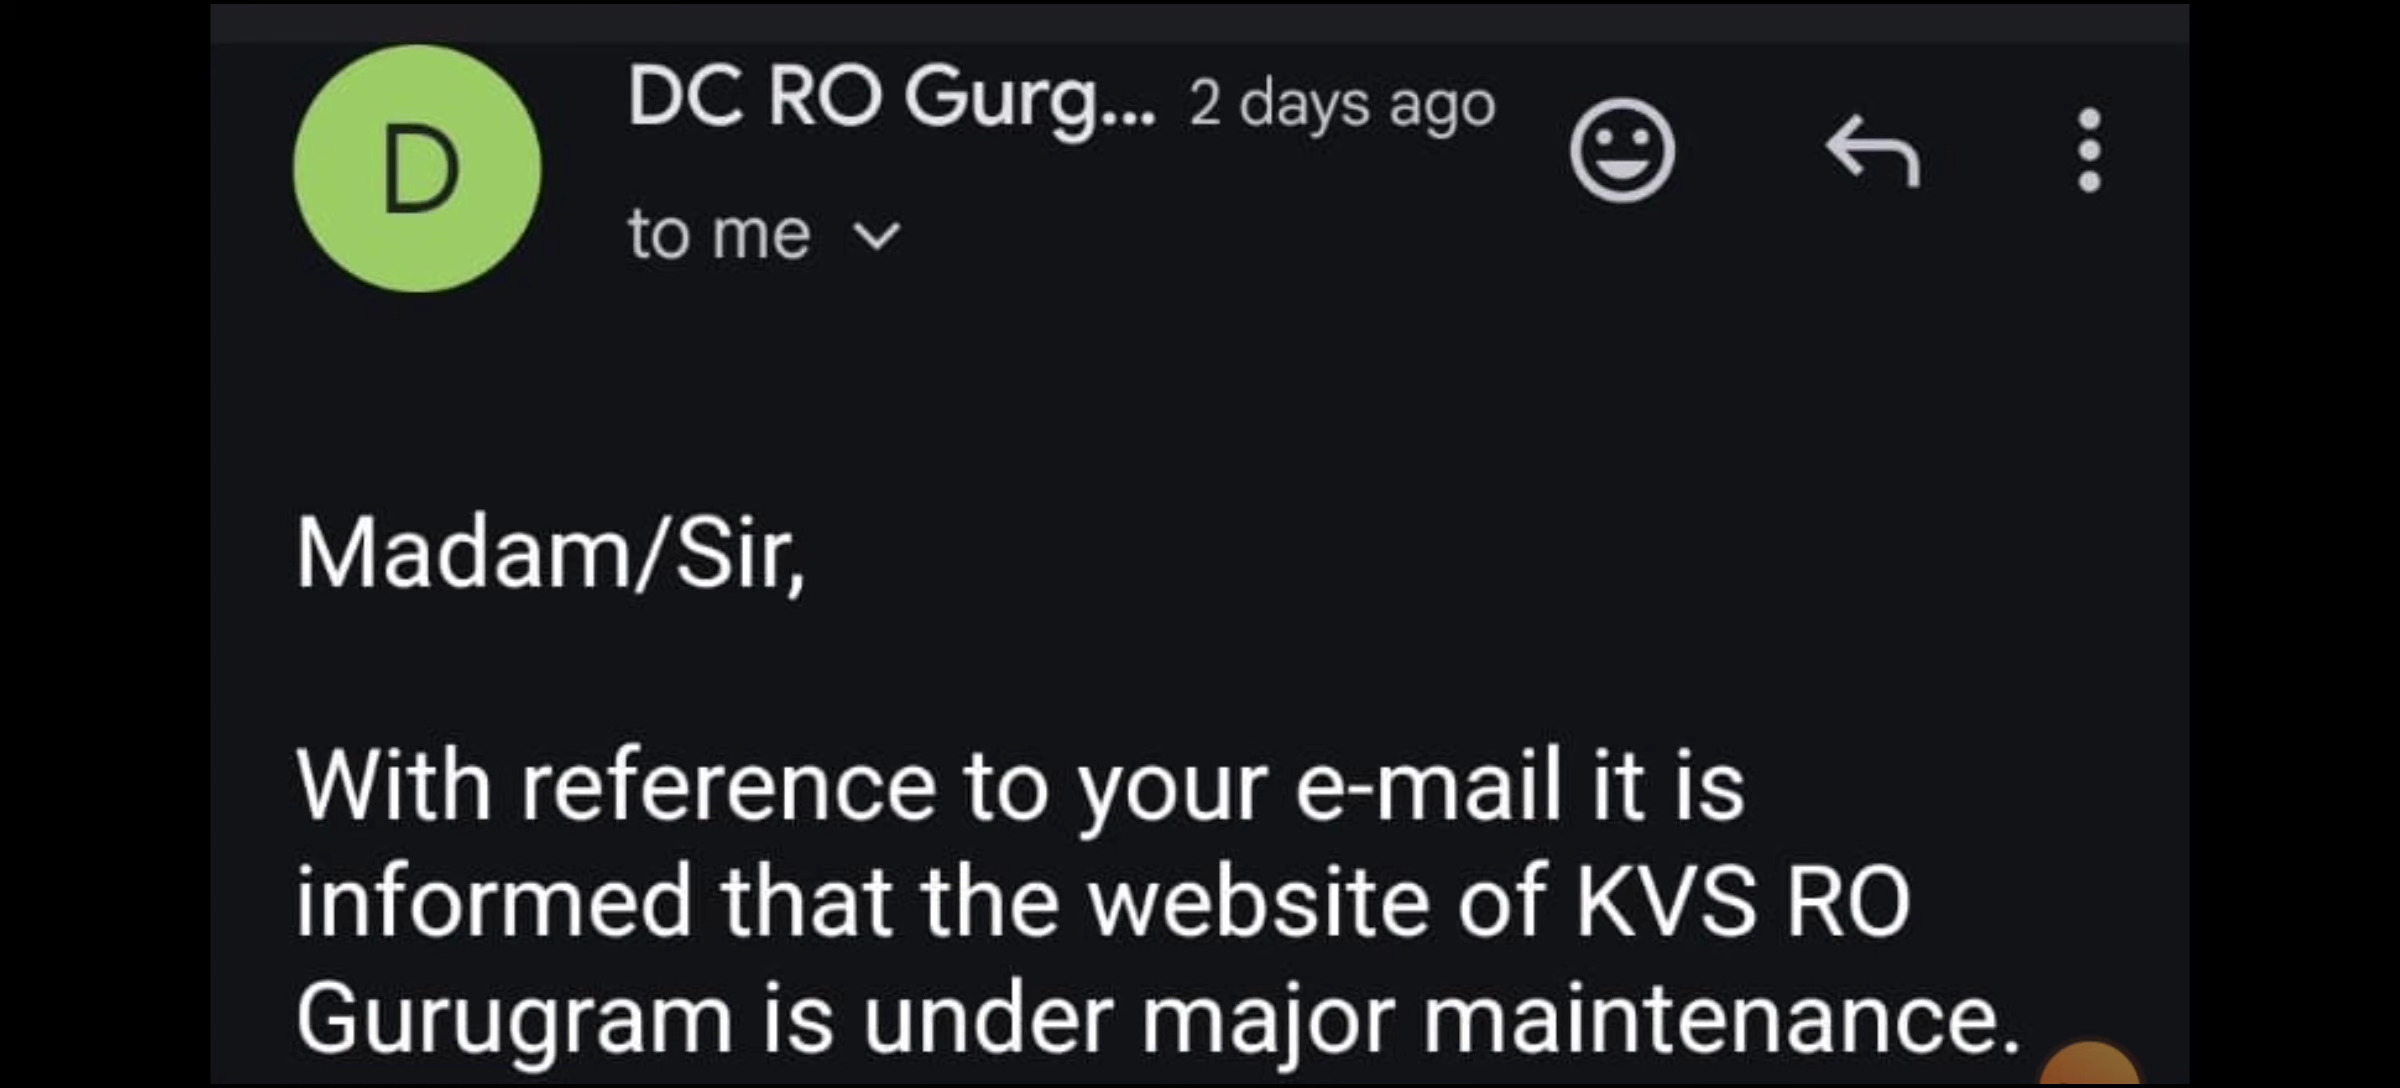 D
DC RO Gurg... 2 days ago
to me
Madam/Sir,
With reference to your e-mail it is
informed that the website of KVS RO
Gurugram is under major maintenance.